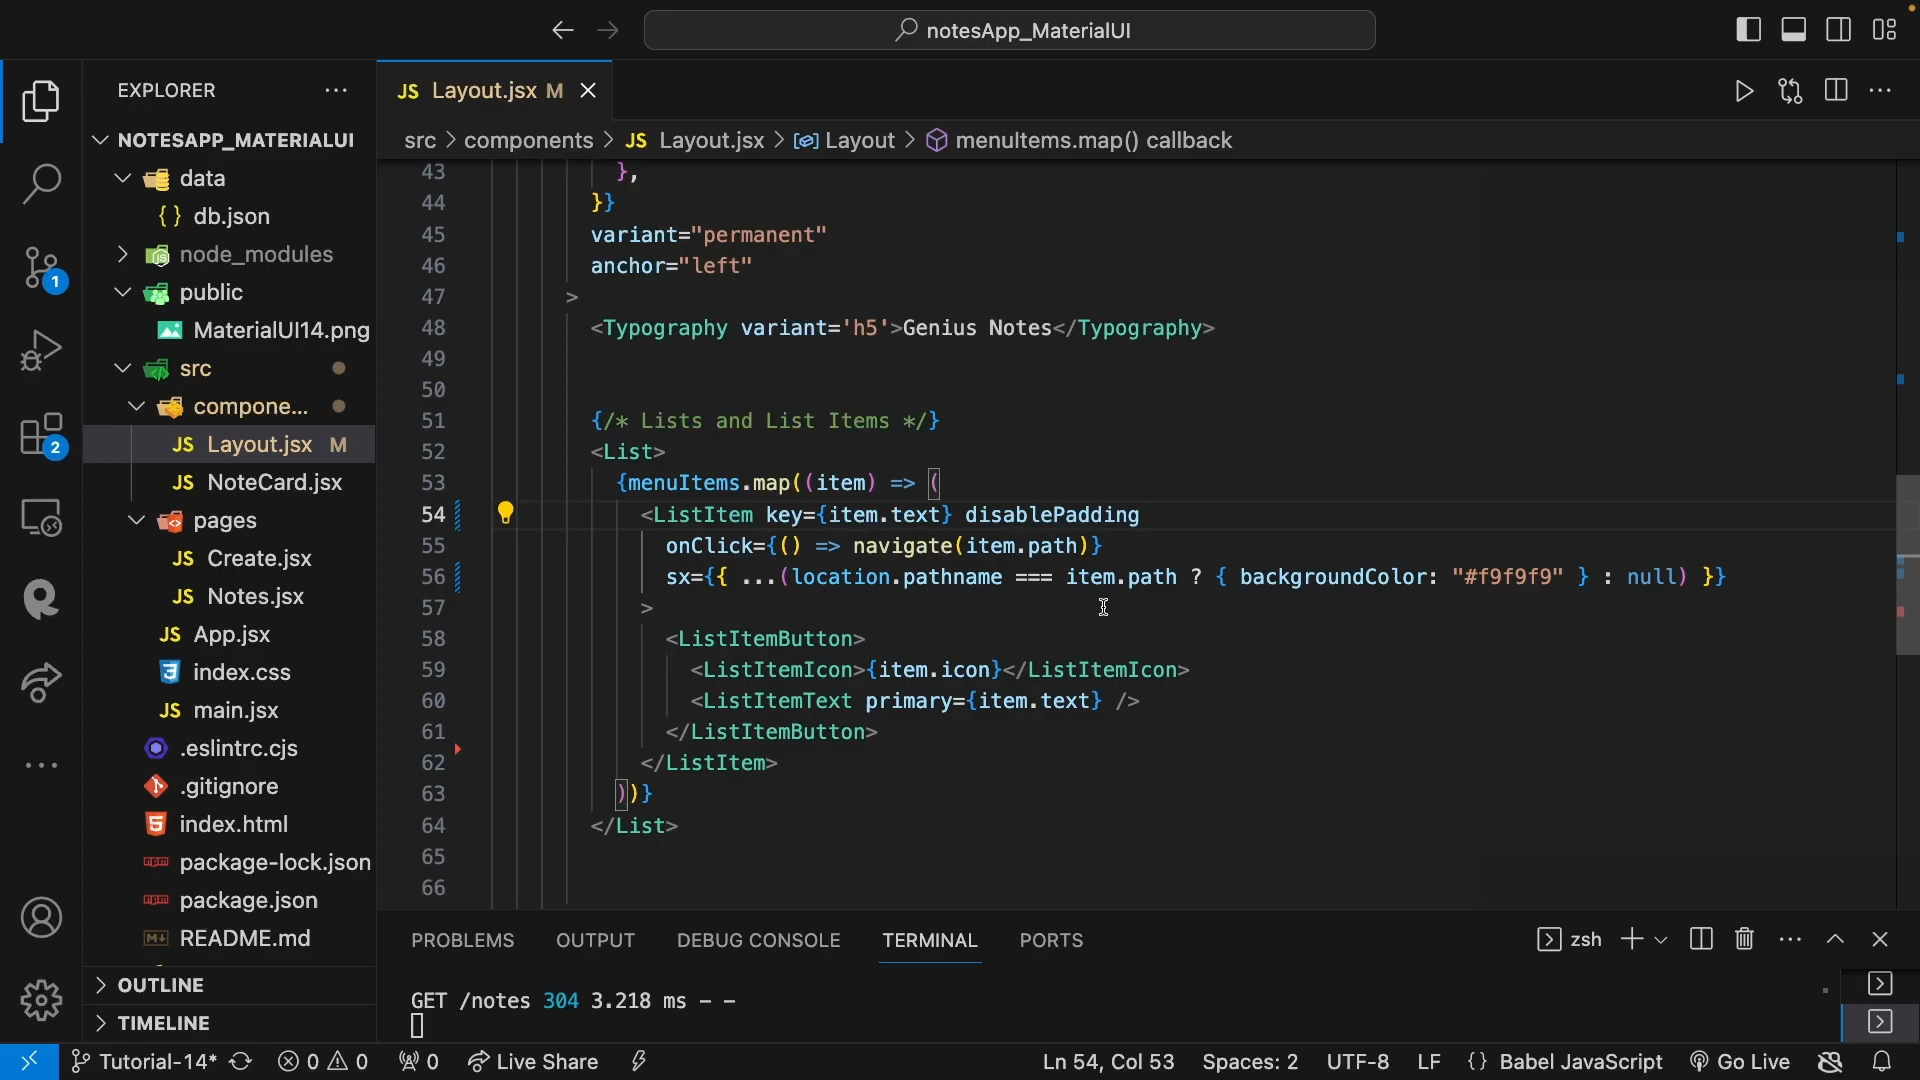 notesApp_MaterialUI
EXPLORER
NOTESAPP_MATERIALUI
data
{ } db.json
node_modules
public
MaterialUI14.png
src
compone...
JS Layout.jsx M
JS NoteCard.jsx
pages
JS Create.jsx
JS Notes.jsx
JS App.jsx
index.css
JS main.jsx
.eslintrc.cjs
.gitignore
index.html
package-lock.json
package.json
README.md
OUTLINE
TIMELINE
1
2
JS Layout.jsx M
src > components > JS Layout.jsx > Layout > menuItems.map() callback
43 },
44 }}
45 variant="permanent"
46 anchor="left"
47 >
48 <Typography variant='h5'>Genius Notes</Typography>
49
50
51 {/* Lists and List Items */}
52 <List>
53 {menuItems.map((item) => (
54 <ListItem key={item.text} disablePadding
55 onClick={() => navigate(item.path)}
56 sx={{ ...(location.pathname === item.path ? { backgroundColor: "#f9f9f9" } : null) }}
57 >
58 <ListItemButton>
59 <ListItemIcon>{item.icon}</ListItemIcon>
60 <ListItemText primary={item.text} />
61 </ListItemButton>
62 </ListItem>
63 ))}
64 </List>
65
66
PROBLEMS OUTPUT DEBUG CONSOLE TERMINAL PORTS
zsh
GET /notes 304 3.218 ms - -
Tutorial-14* 0 0 0 Live Share
Ln 54, Col 53 Spaces: 2 UTF-8 LF { } Babel JavaScript Go Live